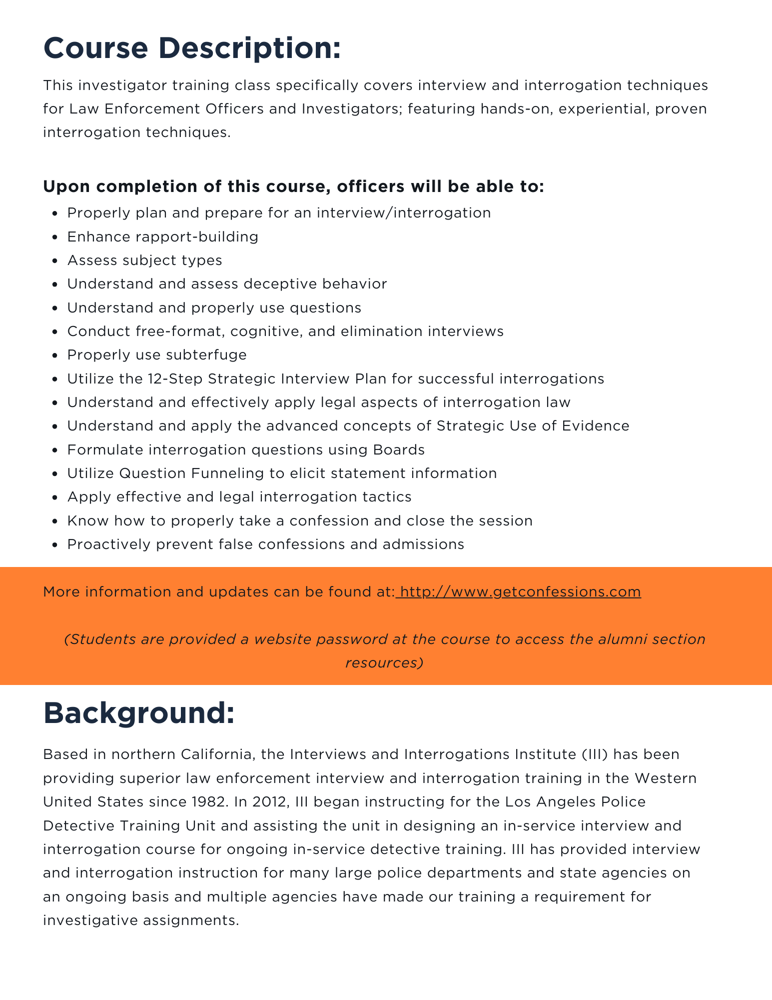 Course Description:
This investigator training class specifically covers interview and interrogation techniques
for Law Enforcement Officers and Investigators; featuring hands-on, experiential, proven
interrogation techniques.
Upon completion of this course, officers will be able to:
• Properly plan and prepare for an interview/interrogation
• Enhance rapport-building
• Assess subject types
• Understand and assess deceptive behavior
• Understand and properly use questions
• Conduct free-format, cognitive, and elimination interviews
• Properly use subterfuge
• Utilize the 12-Step Strategic Interview Plan for successful interrogations
• Understand and effectively apply legal aspects of interrogation law
• Understand and apply the advanced concepts of Strategic Use of Evidence
• Formulate interrogation questions using Boards
• Utilize Question Funneling to elicit statement information
• Apply effective and legal interrogation tactics
• Know how to properly take a confession and close the session
• Proactively prevent false confessions and admissions
More information and updates can be found at: http://www.getconfessions.com
(Students are provided a website password at the course to access the alumni section
resources)
Background:
Based in northern California, the Interviews and Interrogations Institute (III) has been
providing superior law enforcement interview and interrogation training in the Western
United States since 1982. In 2012, III began instructing for the Los Angeles Police
Detective Training Unit and assisting the unit in designing an in-service interview and
interrogation course for ongoing in-service detective training. III has provided interview
and interrogation instruction for many large police departments and state agencies on
an ongoing basis and multiple agencies have made our training a requirement for
investigative assignments.